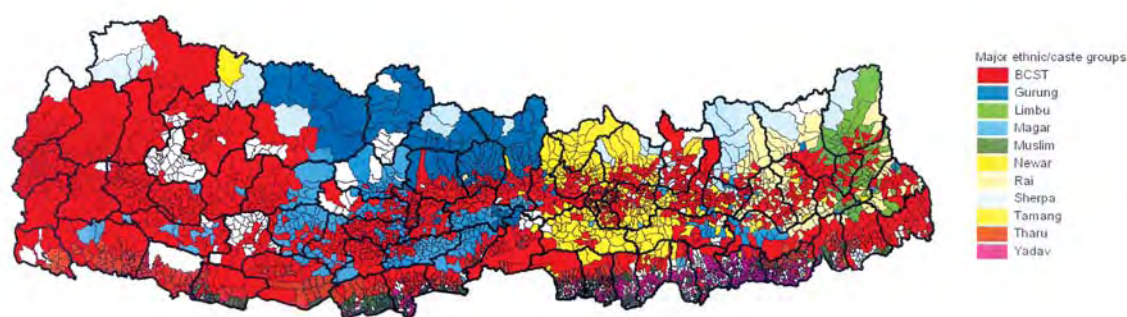 Major ethnic/caste groups
BCST
Gurung
Limbu
Magar
Muslim
Newar
Rai
Sherpa
Tamang
Tharu
Yadav